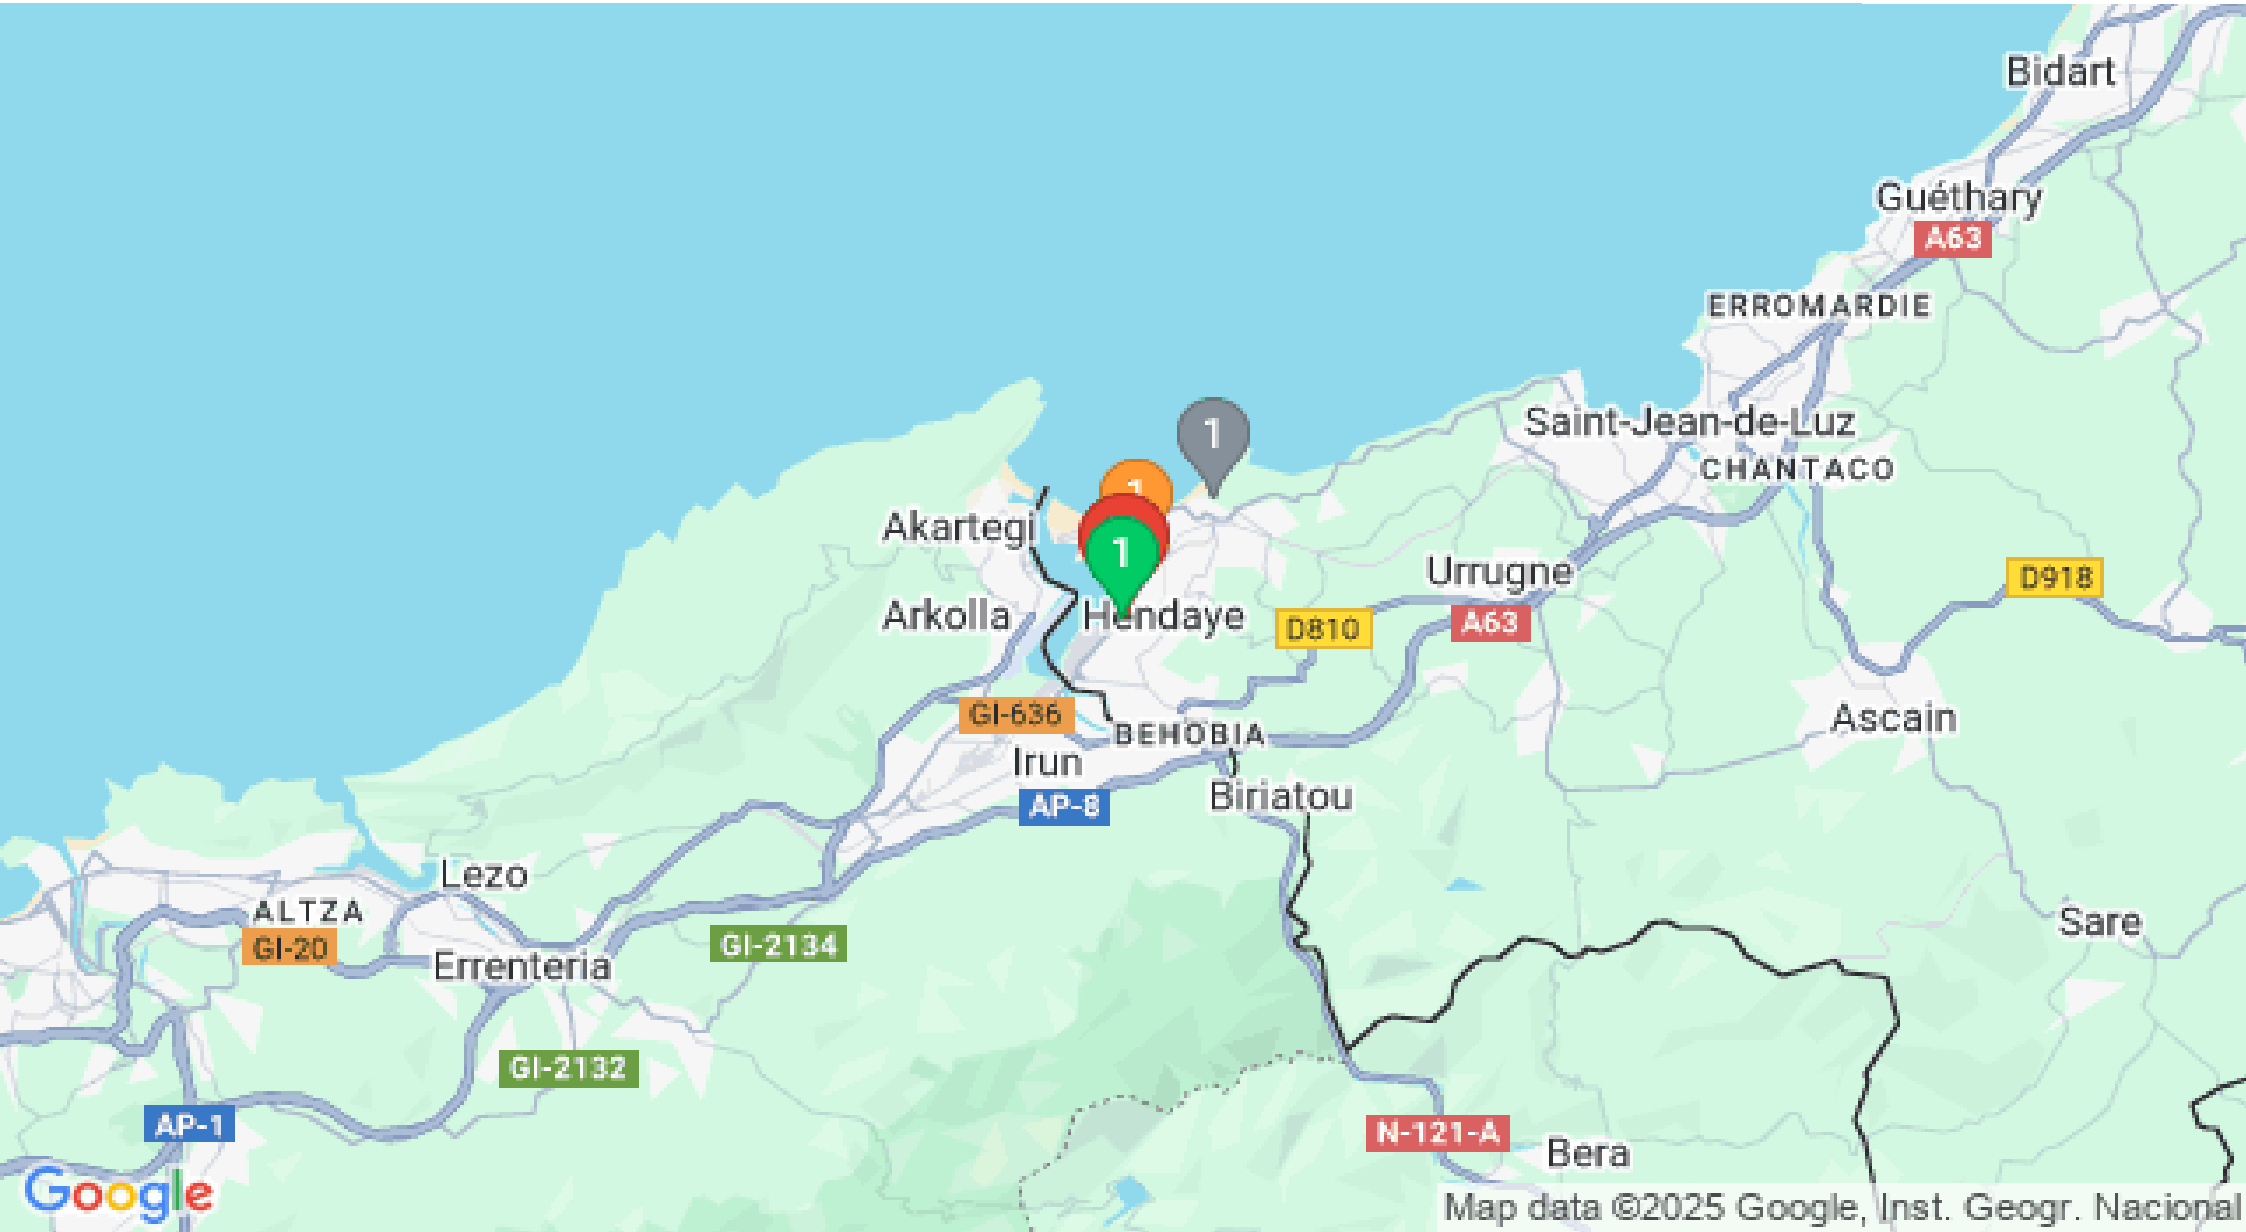 Bidart
Guéthary
A63
ERROMARDIE
Saint-Jean-de-Luz
1
CHANTACO
1
Akartegi
1
Urrugne
D918
Arkolla
Hendaye
D810
A63
GI-636
BEHOBIA
Ascain
Irun
AP-8
Biriatou
Lezo
ALTZA
GI-20
GI-2134
Sare
Errenteria
GI-2132
AP-1
N-121-A
Bera
Google
Map data ©2025 Google, Inst. Geogr. Nacional